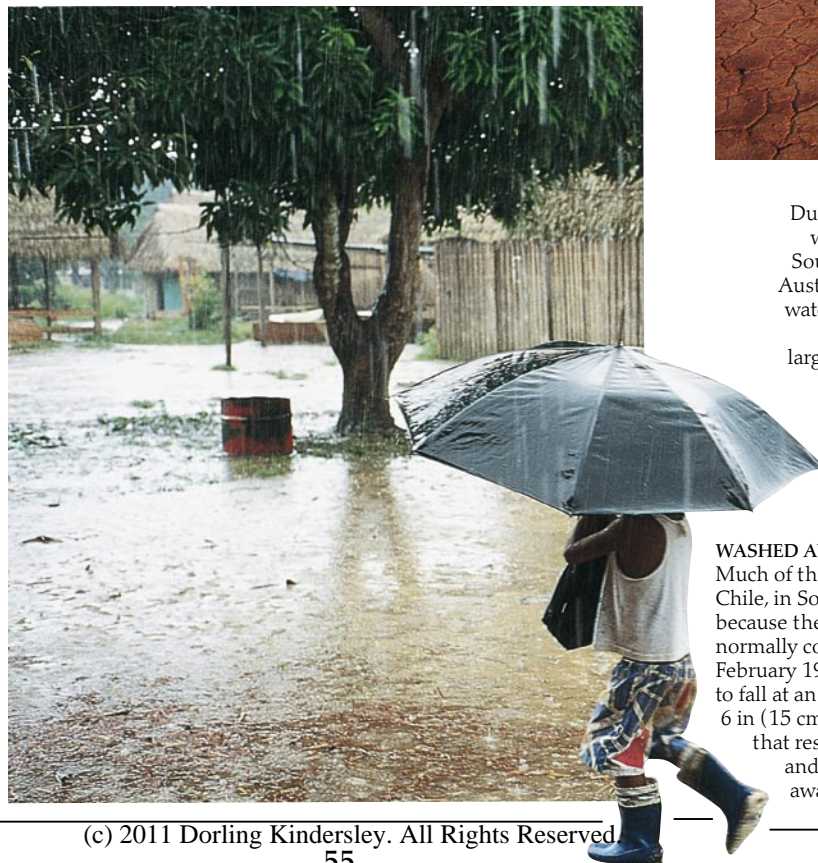 Du
Sou
Aust
wate
larg
WASHED A
Much of th
Chile, in So
because the
normally co
February 19
to fall at an
6 in (15 cm
that res
and
awa
(c) 2011 Dorling Kindersley. All Rights Reserved.
55